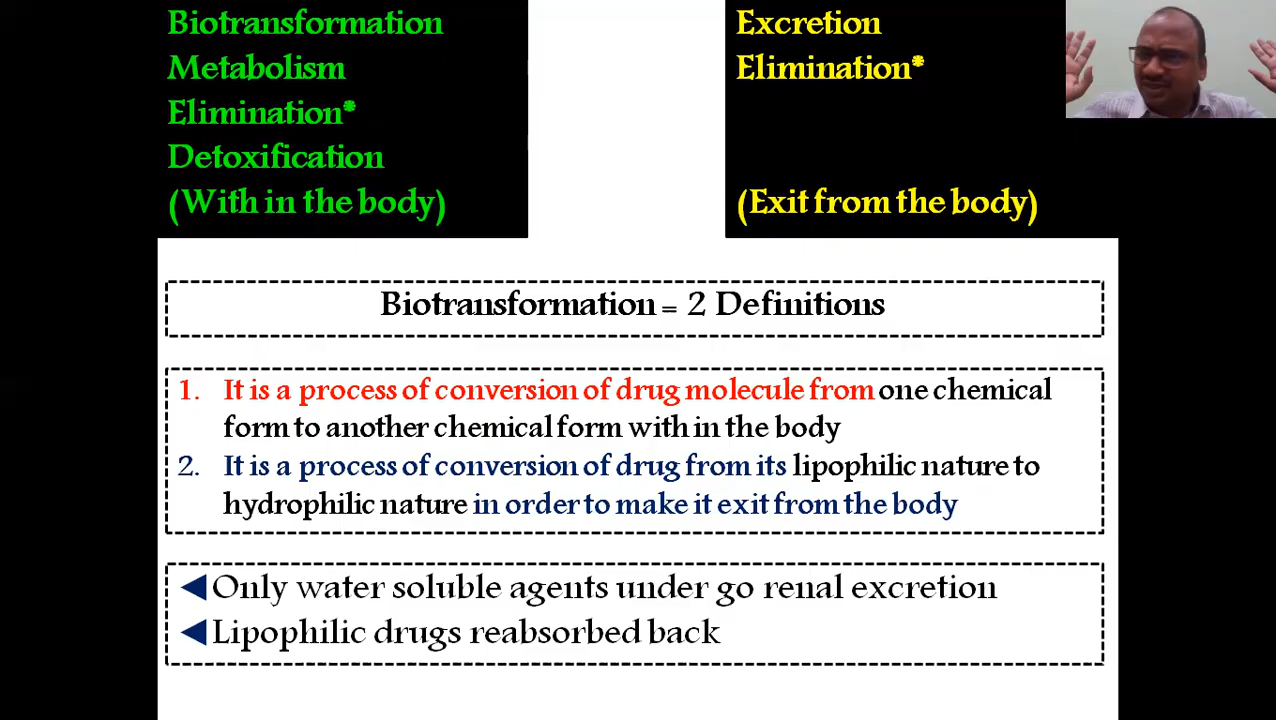 Biotransformation
Metabolism
Elimination*
Detoxification
(With in the body)
Excretion
Elimination*
(Exit from the body)
Biotransformation = 2 Definitions
1. It is a process of conversion of drug molecule from one chemical
form to another chemical form with in the body
2. It is a process of conversion of drug from its lipophilic nature to
hydrophilic nature in order to make it exit from the body
◀Only water soluble agents under go renal excretion
◀Lipophilic drugs reabsorbed back